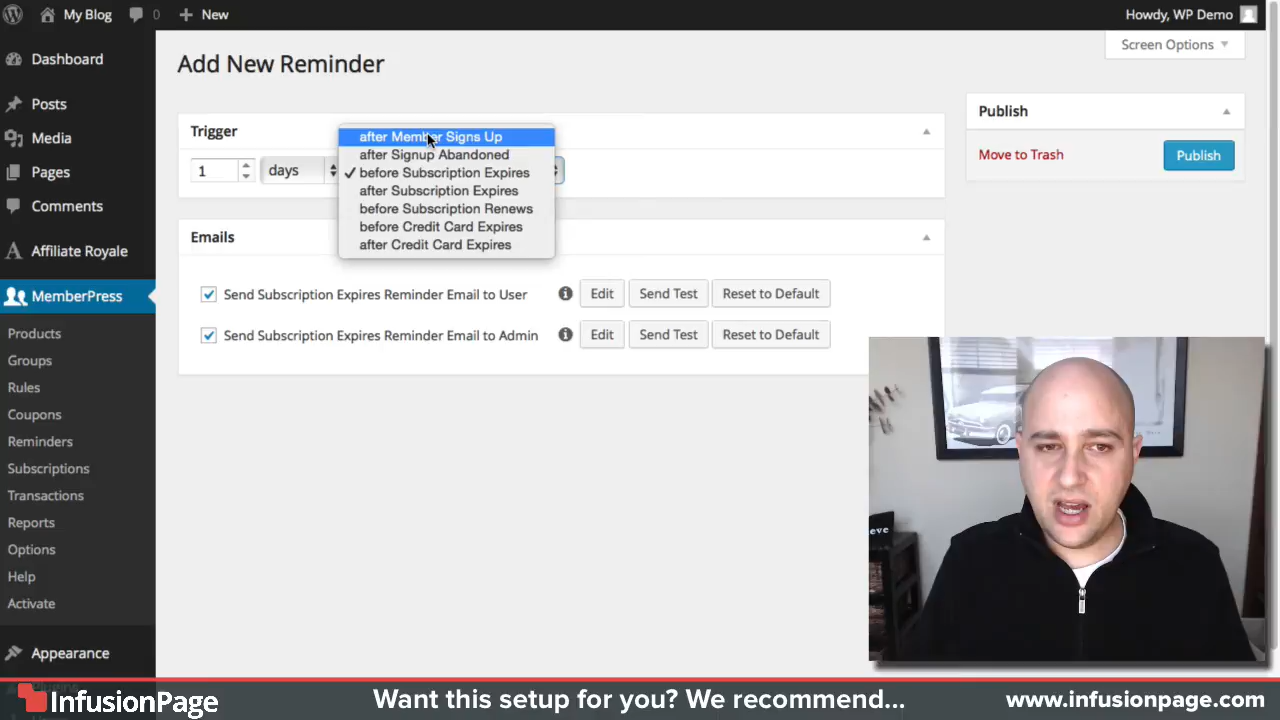 My Blog
0
New
Howdy, WP Demo
Screen Options
Dashboard
Posts
Media
Pages
Comments
Affiliate Royale
MemberPress
Products
Groups
Rules
Coupons
Reminders
Subscriptions
Transactions
Reports
Options
Help
Activate
Appearance
Add New Reminder
Trigger
1
days
after Member Signs Up
after Signup Abandoned
✓ before Subscription Expires
after Subscription Expires
before Subscription Renews
before Credit Card Expires
after Credit Card Expires
Emails
Send Subscription Expires Reminder Email to User
Edit
Send Test
Reset to Default
Send Subscription Expires Reminder Email to Admin
Edit
Send Test
Reset to Default
Publish
Move to Trash
Publish
InfusionPage
Want this setup for you? We recommend...
www.infusionpage.com